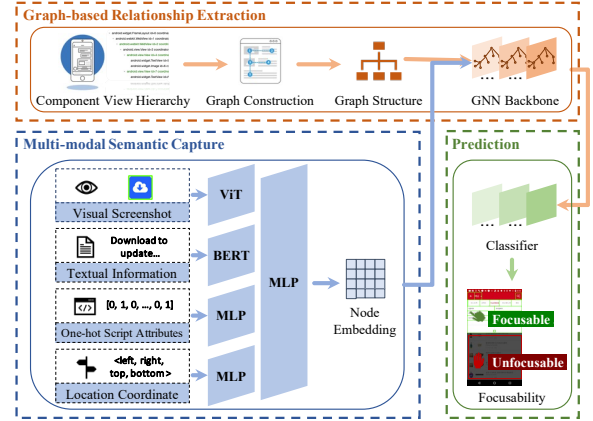 Graph-based Relationship Extraction
Component View Hierarchy
Graph Construction
Graph Structure
GNN Backbone
...
...
Multi-modal Semantic Capture
Visual Screenshot
ViT
Download to
update...
Textual Information
BERT
[0, 1, 0, ..., 0, 1]
One-hot Script Attributes
MLP
<left, right,
top, bottom>
Location Coordinate
MLP
MLP
Node
Embedding
Prediction
...
...
Classifier
Focusable
Unfocusable
Focusability